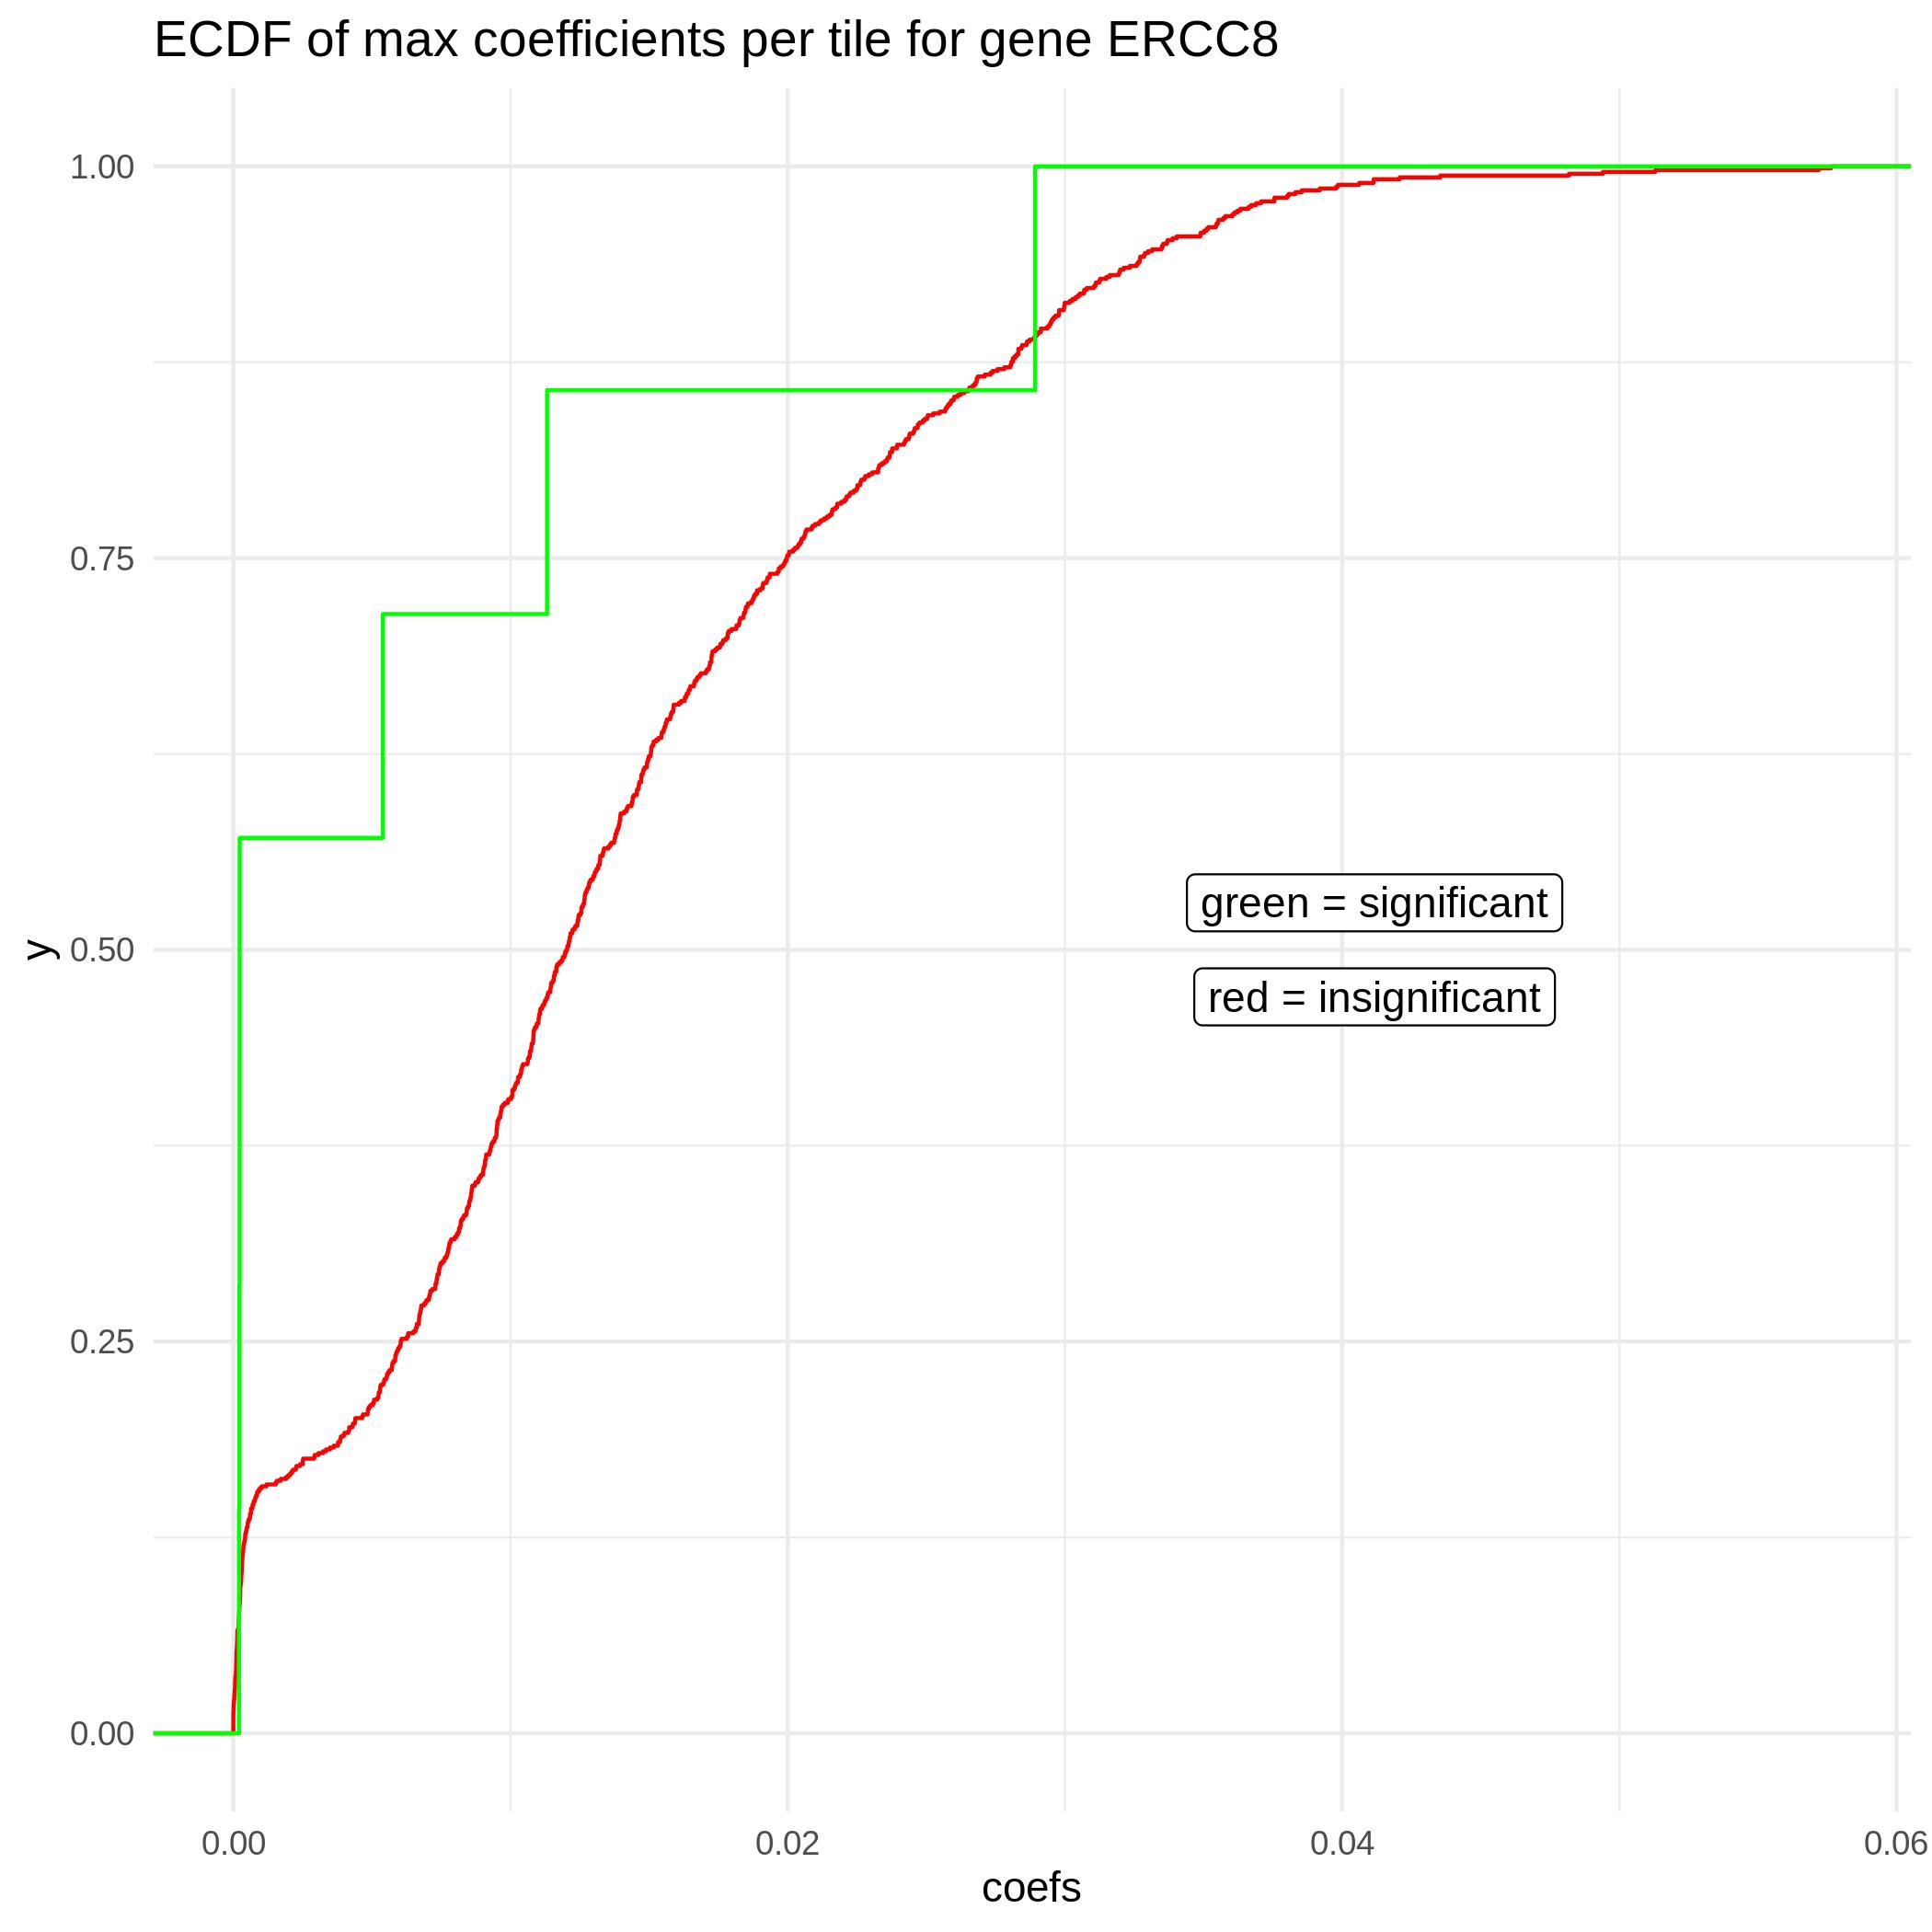 ECDF of max coefficients per tile for gene ERCC8
1.00
0.75
0.50
0.25
0.00
y
green = significant
red = insignificant
0.00 0.02 0.04 0.06
coefs